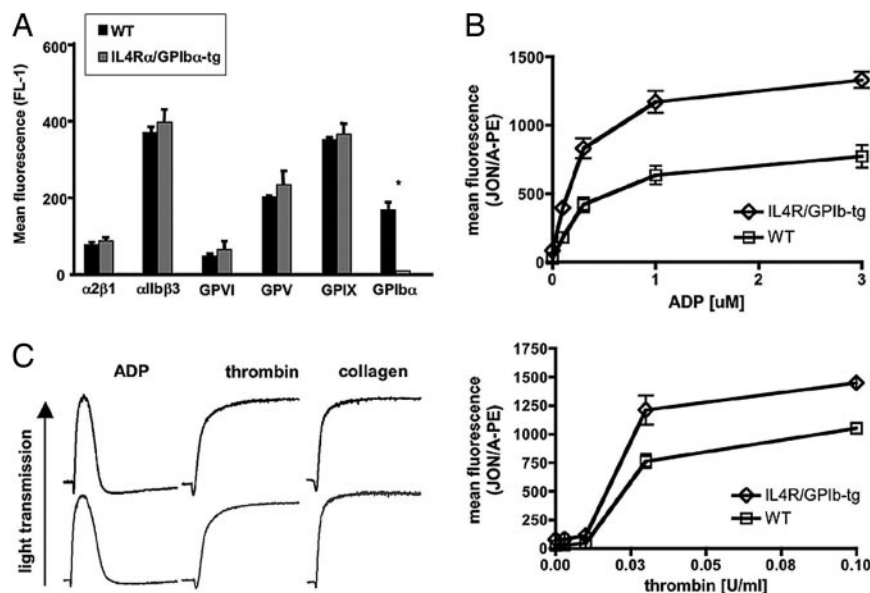 A
WT
IL4Rα/GPIbα-tg
Mean fluorescence (FL-1)
600
400
200
0
α2β1
αIIbβ3
GPVI
GPV
GPIX
GPIbα
*
B
mean fluorescence
(JON/A-PE)
1500
1250
1000
750
500
250
0
IL4R/GPIb-tg
WT
0
1
2
3
ADP [uM]
C
ADP
thrombin
collagen
light transmission
mean fluorescence
(JON/A-PE)
1750
1500
1250
1000
750
500
250
0
IL4R/GPIb-tg
WT
0.00
0.03
0.05
0.08
0.10
thrombin [U/ml]